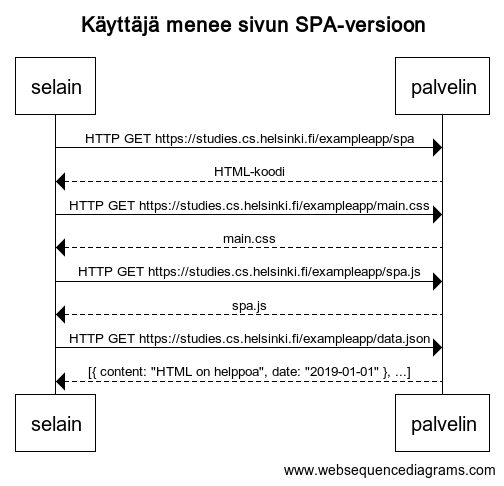 Käyttäjä menee sivun SPA-versioon
selain
palvelin
HTTP GET https://studies.cs.helsinki.fi/exampleapp/spa
HTML-koodi
HTTP GET https://studies.cs.helsinki.fi/exampleapp/main.css
main.css
HTTP GET https://studies.cs.helsinki.fi/exampleapp/spa.js
spa.js
HTTP GET https://studies.cs.helsinki.fi/exampleapp/data.json
[{ content: "HTML on helppoa", date: "2019-01-01" }, ...]
selain
palvelin
www.websequencediagrams.com